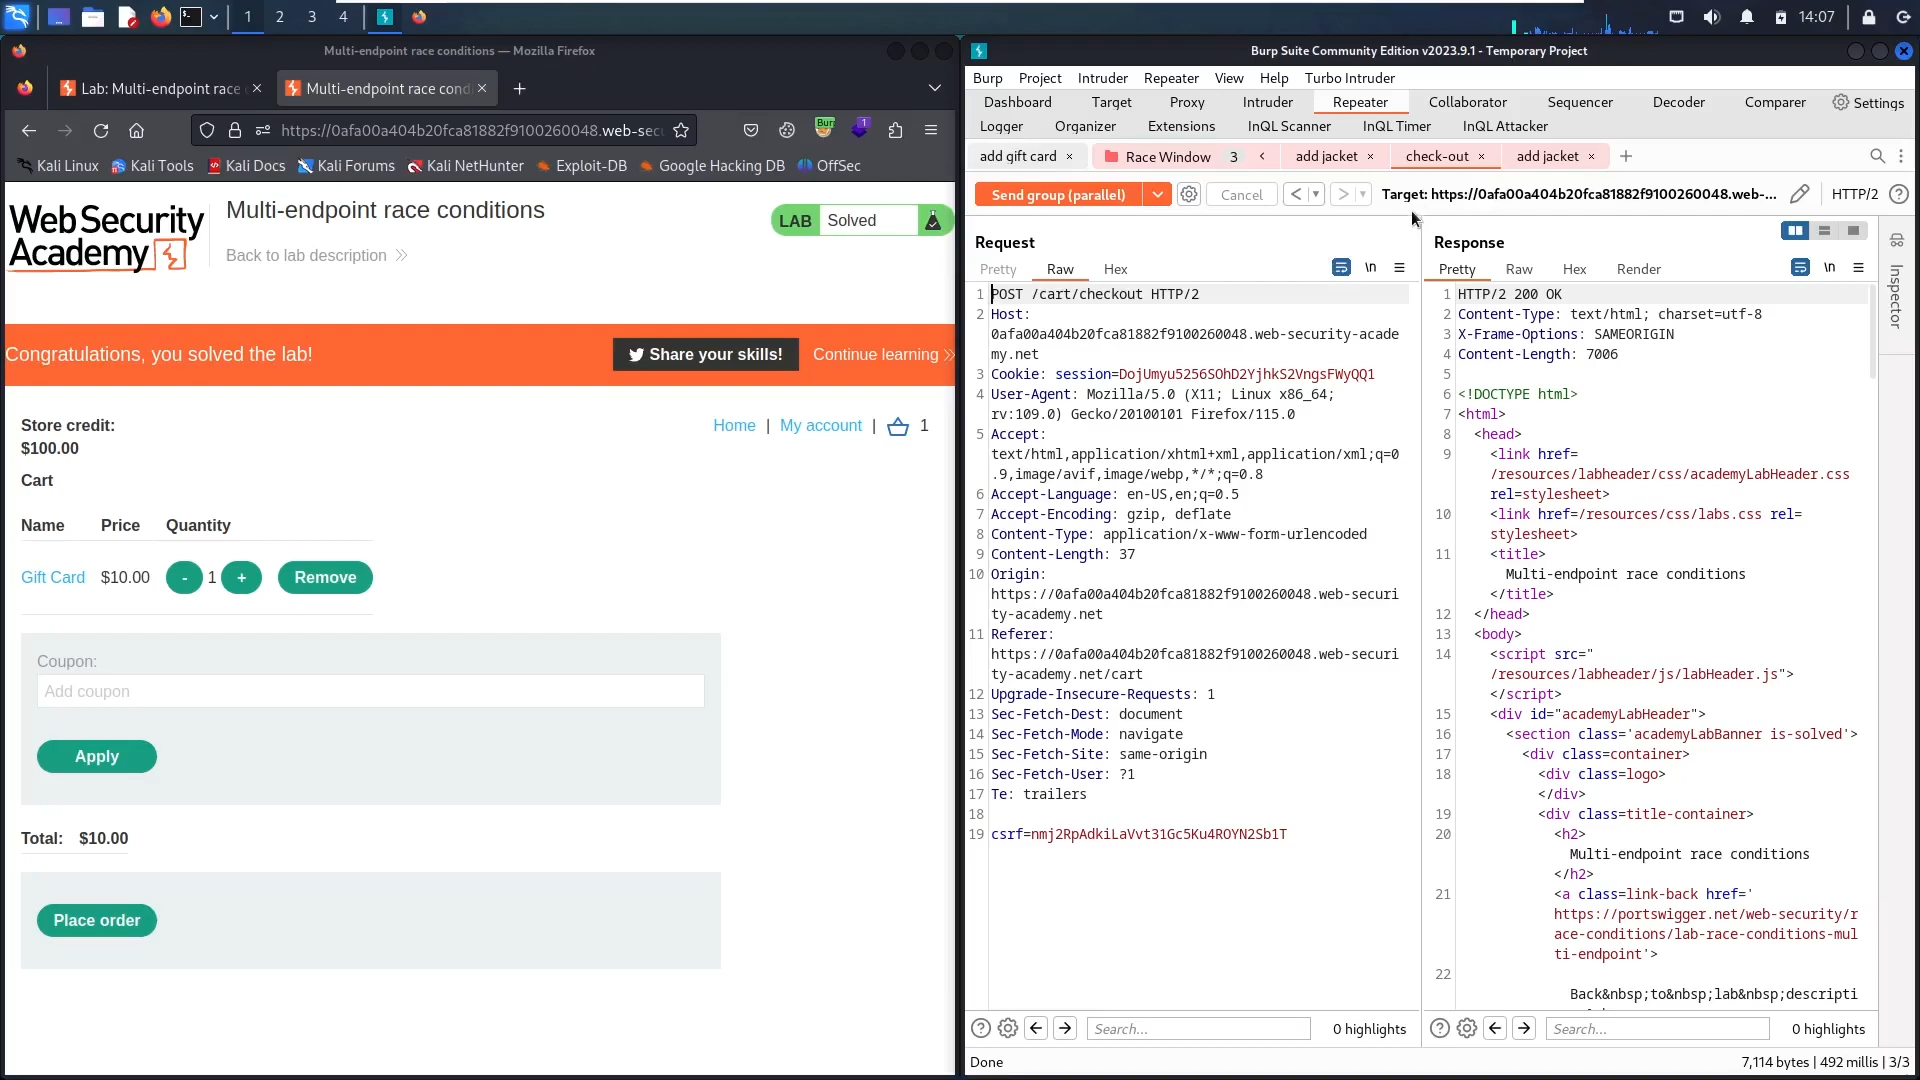 1 2 3 4
14:07
Multi-endpoint race conditions — Mozilla Firefox
Lab: Multi-endpoint race
Multi-endpoint race cond
https://0afa00a404b20fca81882f9100260048.web-sec
Burp
1
Kali Linux Kali Tools Kali Docs Kali Forums Kali NetHunter Exploit-DB Google Hacking DB OffSec
Web Security
Academy
Multi-endpoint race conditions
Back to lab description
LAB Solved
Congratulations, you solved the lab!
Share your skills!
Continue learning
Store credit:
$100.00
Home | My account | 1
Cart
Name Price Quantity
Gift Card $10.00 - 1 + Remove
Coupon:
Add coupon
Apply
Total: $10.00
Place order
Burp Suite Community Edition v2023.9.1 - Temporary Project
Burp Project Intruder Repeater View Help Turbo Intruder
Dashboard Target Proxy Intruder Repeater Collaborator Sequencer Decoder Comparer Settings
Logger Organizer Extensions InQL Scanner InQL Timer InQL Attacker
add gift card × Race Window 3 < add jacket × check-out × add jacket × +
Send group (parallel) Cancel < > Target: https://0afa00a404b20fca81882f9100260048.web-... HTTP/2
Request
Pretty Raw Hex \n
1 POST /cart/checkout HTTP/2
2 Host:
0afa00a404b20fca81882f9100260048.web-security-acade
my.net
3 Cookie: session=DojUmyu5256SOhD2YjhkS2VngsFWyQQ1
4 User-Agent: Mozilla/5.0 (X11; Linux x86_64;
rv:109.0) Gecko/20100101 Firefox/115.0
5 Accept:
text/html,application/xhtml+xml,application/xml;q=0
.9,image/avif,image/webp,*/*;q=0.8
6 Accept-Language: en-US,en;q=0.5
7 Accept-Encoding: gzip, deflate
8 Content-Type: application/x-www-form-urlencoded
9 Content-Length: 37
10 Origin:
https://0afa00a404b20fca81882f9100260048.web-securi
ty-academy.net
11 Referer:
https://0afa00a404b20fca81882f9100260048.web-securi
ty-academy.net/cart
12 Upgrade-Insecure-Requests: 1
13 Sec-Fetch-Dest: document
14 Sec-Fetch-Mode: navigate
15 Sec-Fetch-Site: same-origin
16 Sec-Fetch-User: ?1
17 Te: trailers
18
19 csrf=nmj2RpAdkiLaVvt31Gc5Ku4ROYN2Sb1T
Search...
0 highlights
Response
Pretty Raw Hex Render \n
1 HTTP/2 200 OK
2 Content-Type: text/html; charset=utf-8
3 X-Frame-Options: SAMEORIGIN
4 Content-Length: 7006
5
6 <!DOCTYPE html>
7 <html>
8 <head>
9 <link href=
/resources/labheader/css/academyLabHeader.css
rel=stylesheet>
10 <link href=/resources/css/labs.css rel=
stylesheet>
11 <title>
Multi-endpoint race conditions
</title>
12 </head>
13 <body>
14 <script src="
/resources/labheader/js/labHeader.js">
</script>
15 <div id="academyLabHeader">
16 <section class='academyLabBanner is-solved'>
17 <div class=container>
18 <div class=logo>
</div>
19 <div class=title-container>
20 <h2>
Multi-endpoint race conditions
</h2>
21 <a class=link-back href='
https://portswigger.net/web-security/r
ace-conditions/lab-race-conditions-mul
ti-endpoint'>
22
Back&nbsp;to&nbsp;lab&nbsp;descripti
Search...
0 highlights
Inspector
Done
7,114 bytes | 492 millis | 3/3